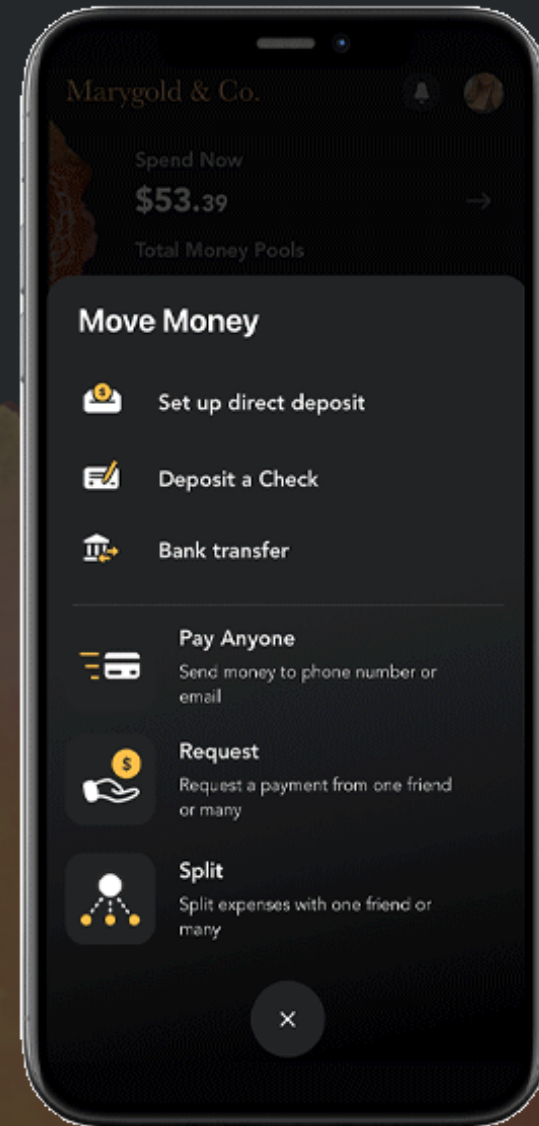 Marygold & Co.
Spend Now
$53.39
Total Money Pools
Move Money
Set up direct deposit
Deposit a Check
Bank transfer
Pay Anyone
Send money to phone number or
email
Request
Request a payment from one friend
or many
Split
Split expenses with one friend or
many